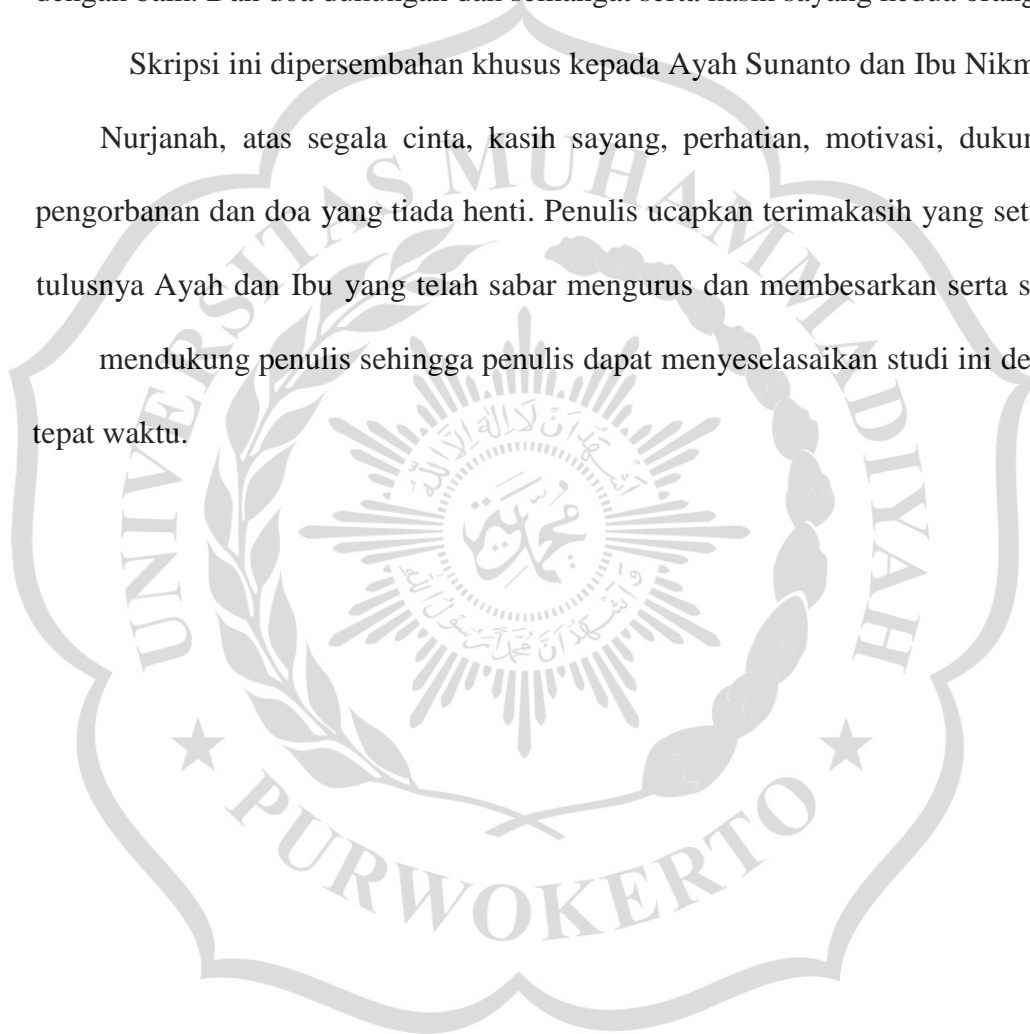 Skripsi ini dipersembahan khusus kepada Ayah Sunanto dan Ibu Nikm
Nurjanah, atas segala cinta, kasih sayang, perhatian, motivasi, dukun
pengorbanan dan doa yang tiada henti. Penulis ucapkan terimakasih yang set
tulusnya Ayah dan Ibu yang telah sabar mengurus dan membesarkan serta s
mendukung penulis sehingga penulis dapat menyeselasaikan studi ini de
tepat waktu.
UNIVERSITAS MUHAMMADIYAH
PURWOKERTO